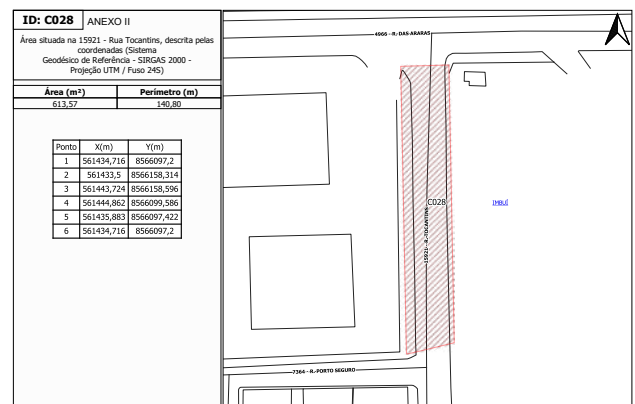 ID: C028 ANEXO II
Área situada na 15921 - Rua Tocantins, descrita pelas
coordenadas (Sistema
Geodésico de Referência - SIRGAS 2000 -
Projeção UTM / Fuso 24S)
Área (m²) Perímetro (m)
613,57 140,80
Ponto X(m) Y(m)
1 561434,716 8566097,2
2 561433,5 8566158,314
3 561443,724 8566158,596
4 561444,862 8566099,586
5 561435,883 8566097,422
6 561434,716 8566097,2
4966 - R. DAS ARARAS
C028
15921 - R. TOCANTINS
IMBUÍ
7364 - R. PORTO SEGURO